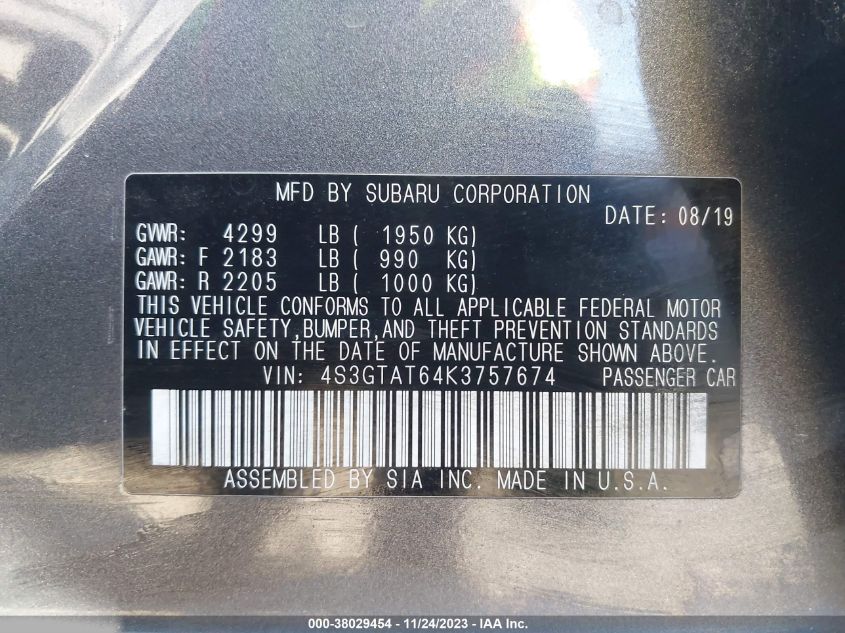 MFD BY SUBARU CORPORATION
DATE: 08/19
GVWR: 4299 LB ( 1950 KG)
GAWR: F 2183 LB ( 990 KG)
GAWR: R 2205 LB ( 1000 KG)
THIS VEHICLE CONFORMS TO ALL APPLICABLE FEDERAL MOTOR
VEHICLE SAFETY,BUMPER,AND THEFT PREVENTION STANDARDS
IN EFFECT ON THE DATE OF MANUFACTURE SHOWN ABOVE.
VIN: 4S3GTAT64K3757674 PASSENGER CAR
ASSEMBLED BY SIA INC. MADE IN U.S.A.
000-38029454 - 11/24/2023 - IAA Inc.